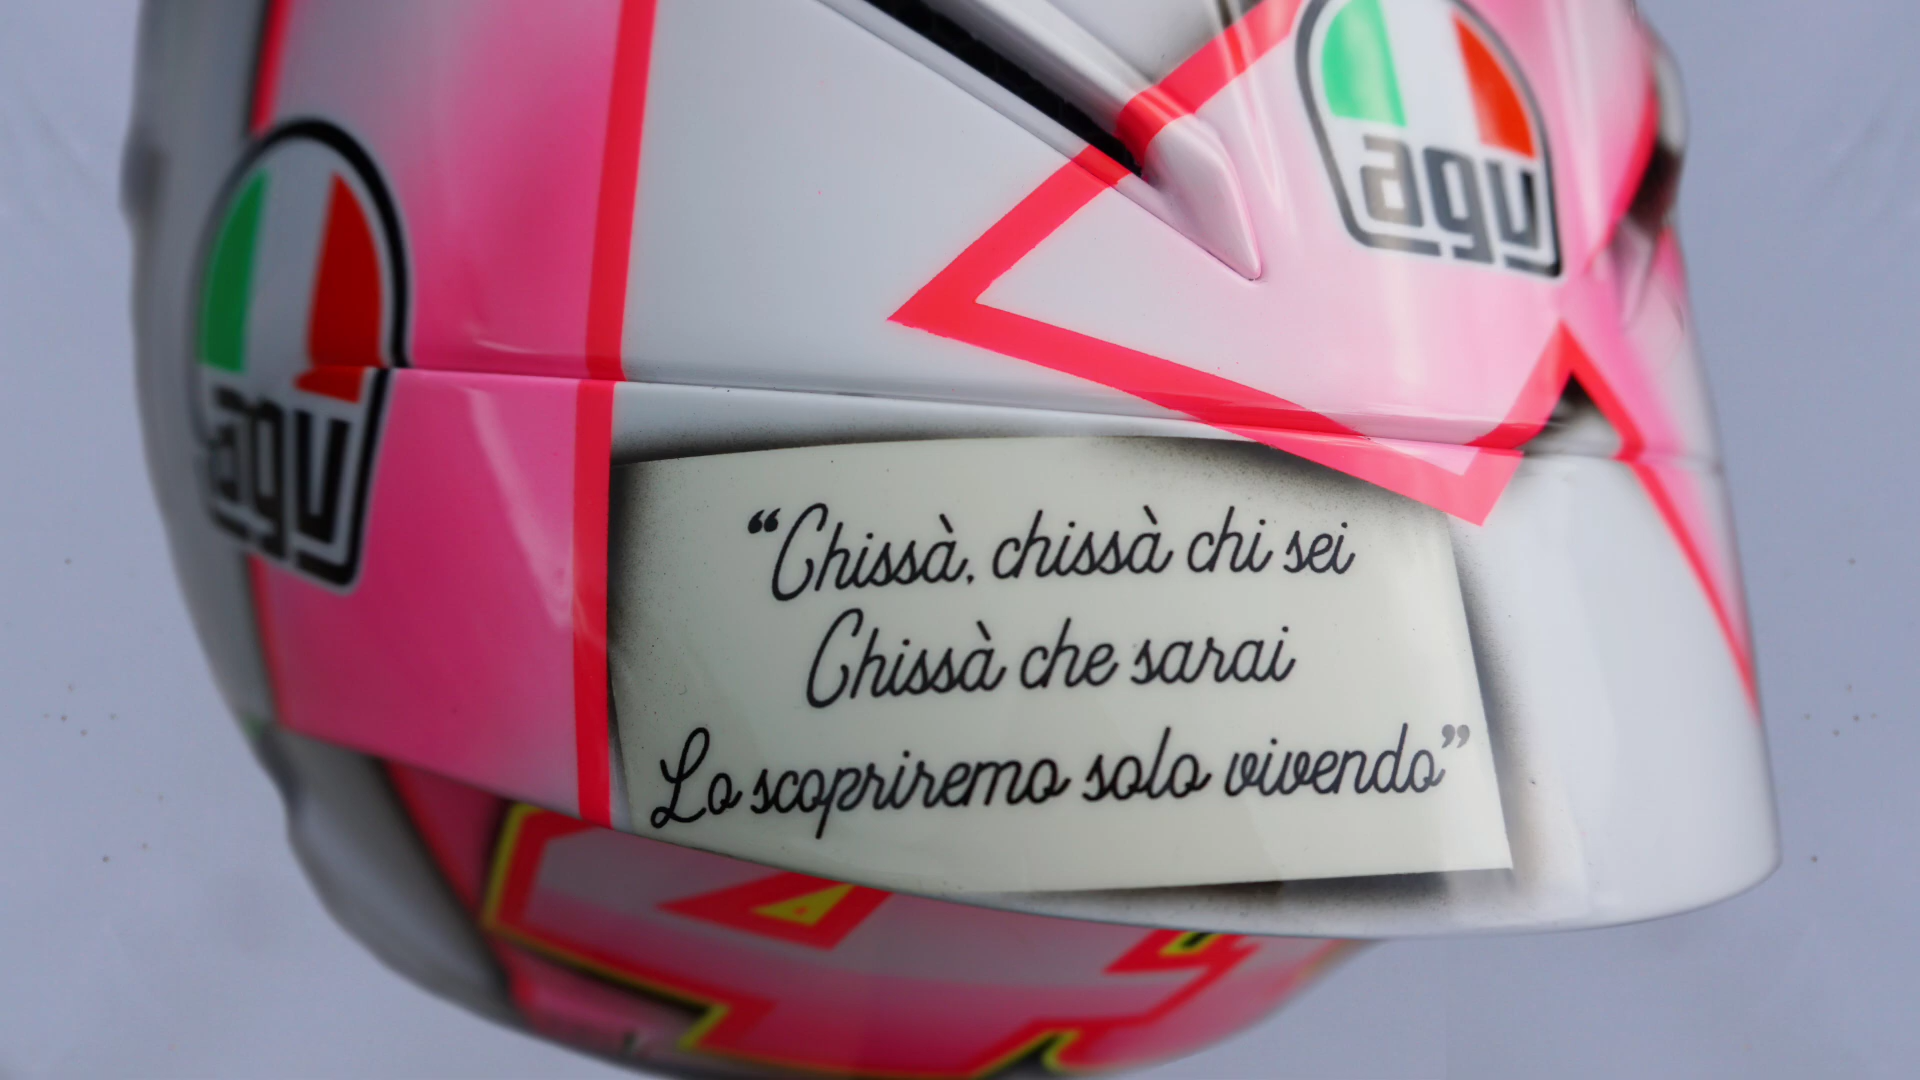 agv
agv
“Chissà, chissà chi sei
Chissà che sarai
Lo scopriremo solo vivendo”